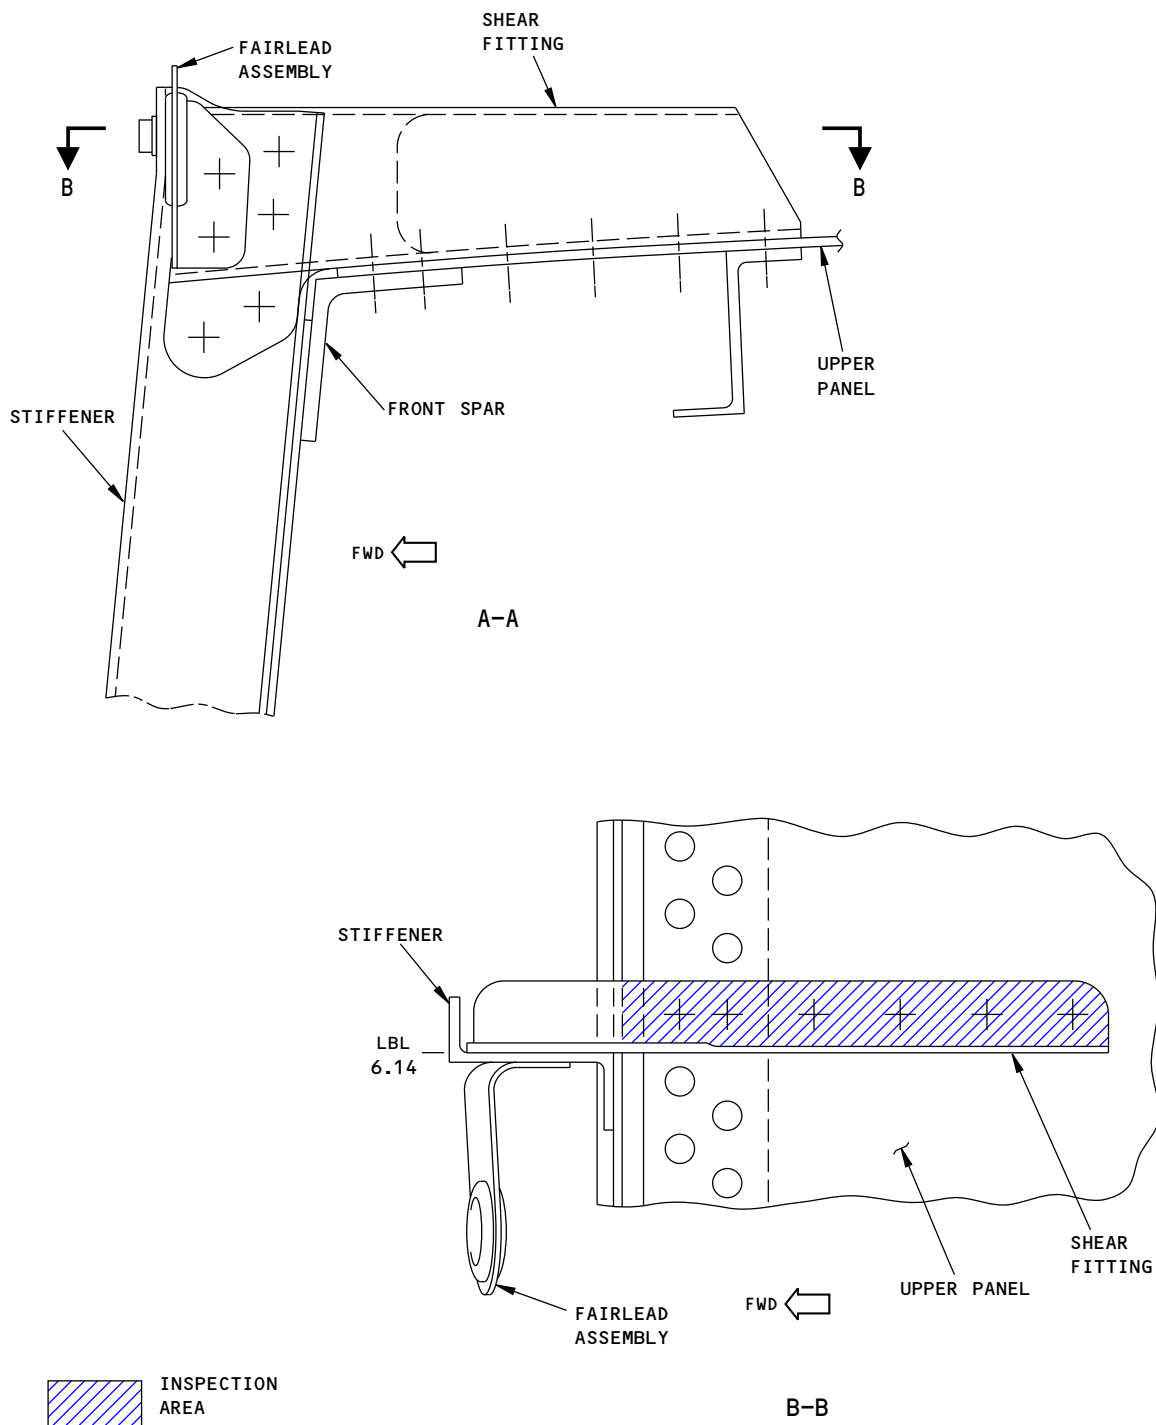 SHEAR
FITTING
FAIRLEAD
ASSEMBLY
B
B
UPPER
PANEL
FRONT SPAR
STIFFENER
FWD
A-A
STIFFENER
LBL
6.14
SHEAR
FITTING
UPPER PANEL
FWD
FAIRLEAD
ASSEMBLY
INSPECTION
AREA
B-B